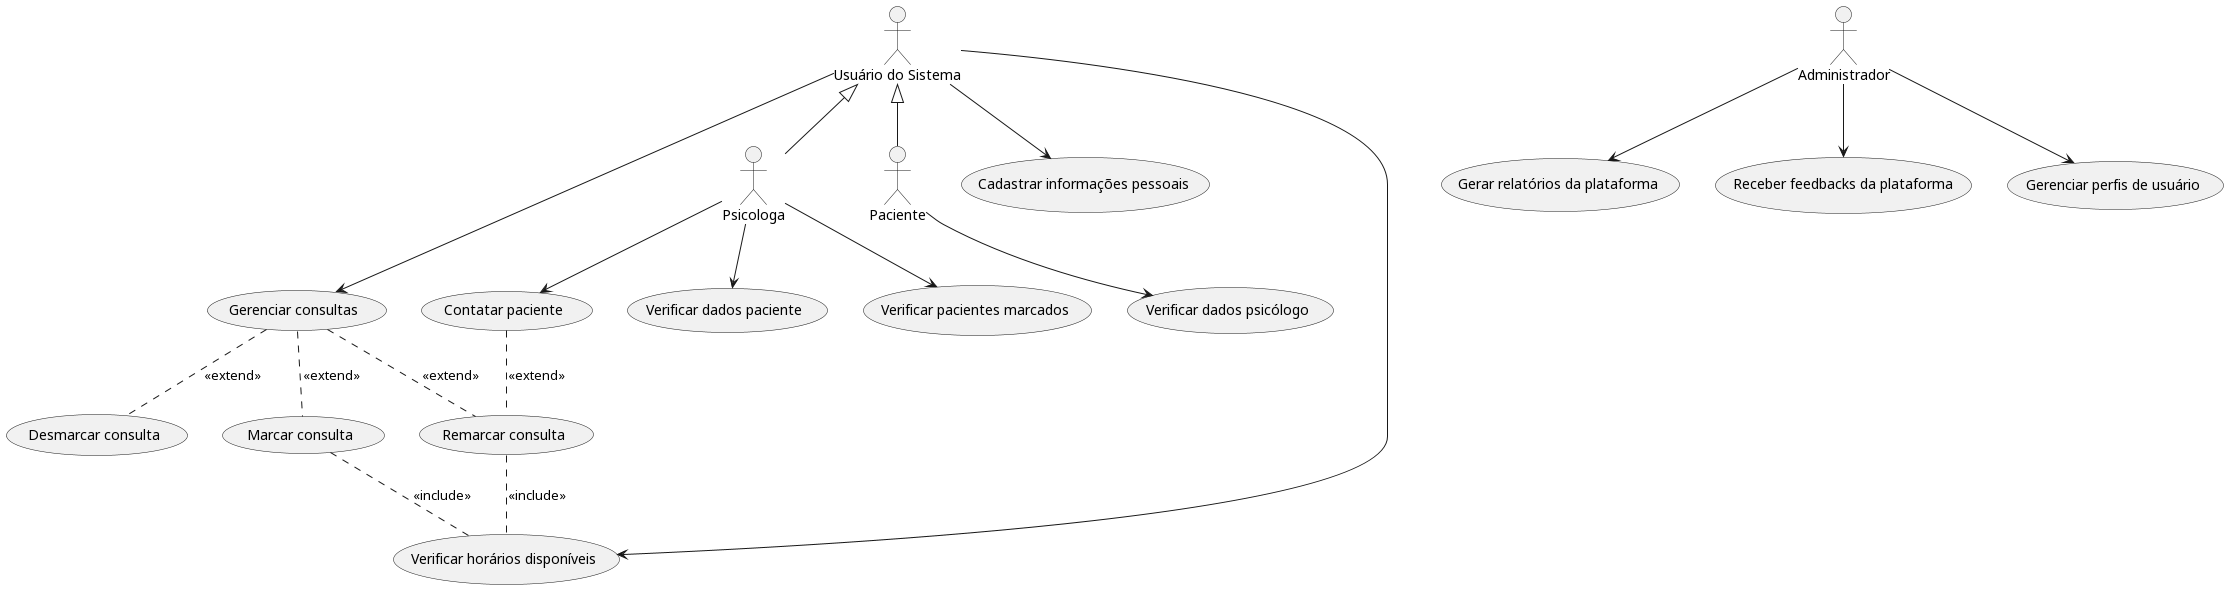 Usuário do Sistema
Administrador
Psicologa
Paciente
Cadastrar informações pessoais
Gerar relatórios da plataforma
Receber feedbacks da plataforma
Gerenciar perfis de usuário
Gerenciar consultas
Contatar paciente
Verificar dados paciente
Verificar pacientes marcados
Verificar dados psicólogo
«extend»
«extend»
«extend»
«extend»
Desmarcar consulta
Marcar consulta
Remarcar consulta
«include»
«include»
Verificar horários disponíveis